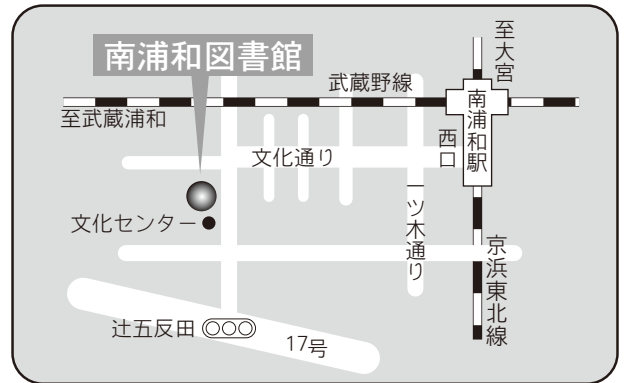 南浦和図書館
至大宮
武蔵野線
至武蔵浦和
南浦和駅
西口
文化通り
一ツ木通り
文化センター
京浜東北線
辻五反田
17号